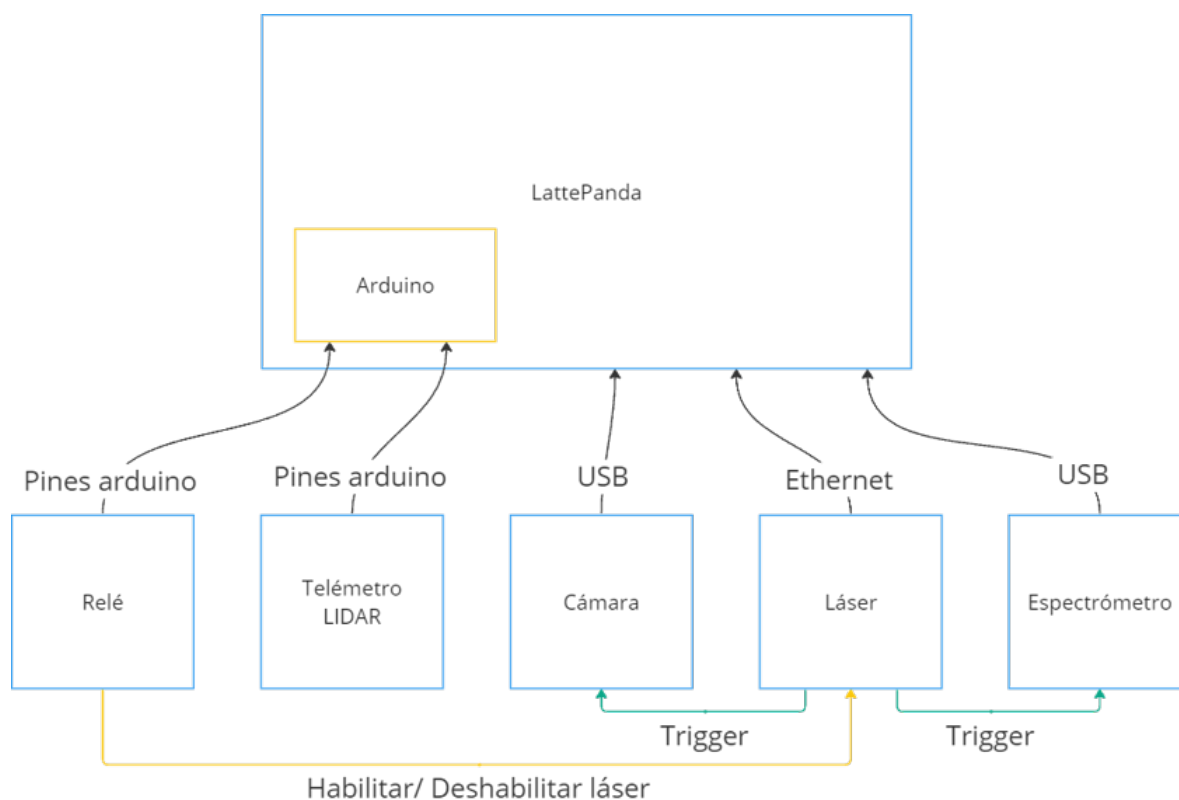 LattePanda
Arduino
Pines arduino
Pines arduino
USB
Ethernet
USB
Relé
Telémetro
LIDAR
Cámara
Láser
Espectrómetro
Trigger
Trigger
Habilitar/ Deshabilitar láser